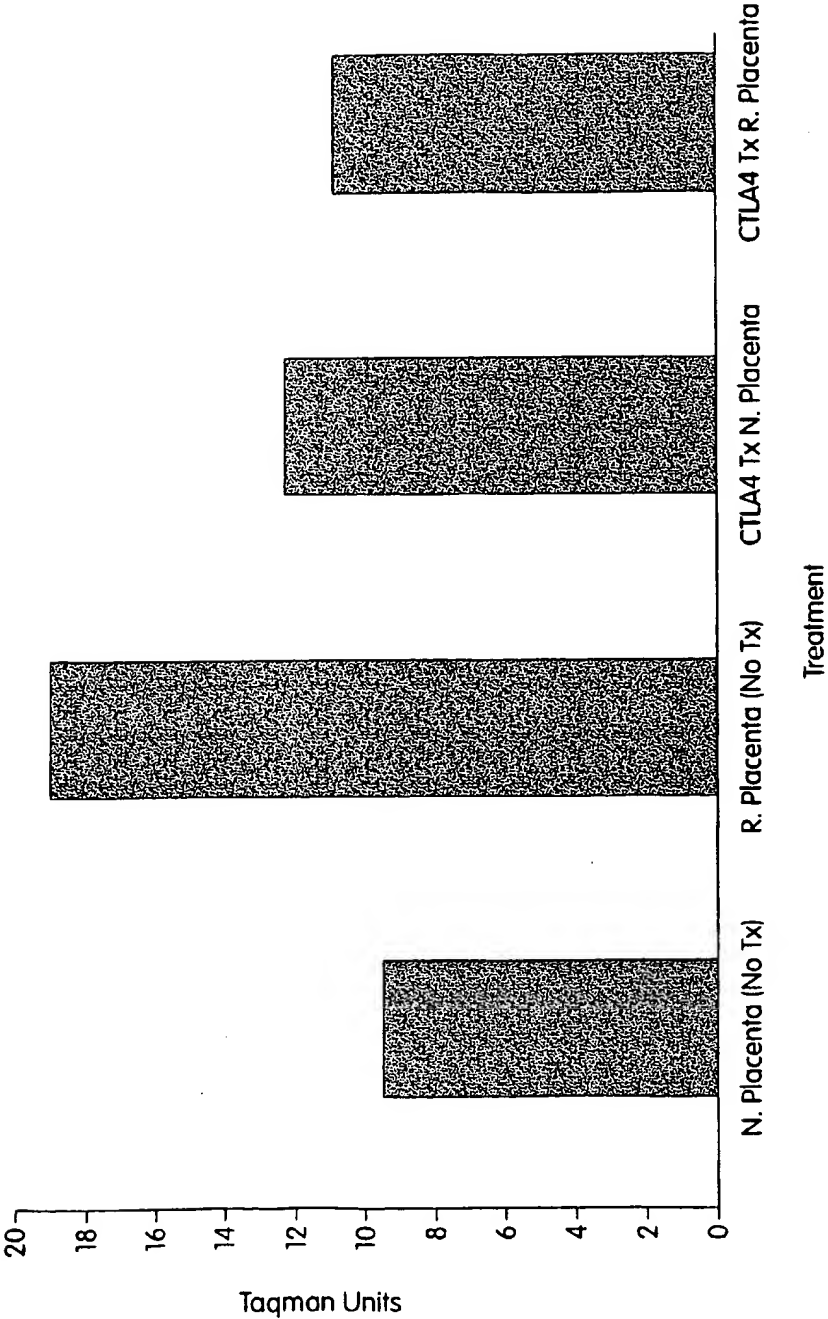 Taqman Units
20
18
16
14
12
10
8
6
4
2
0
N. Placenta (No Tx)
R. Placenta (No Tx)
CTLA4 Tx N. Placenta
CTLA4 Tx R. Placenta
Treatment